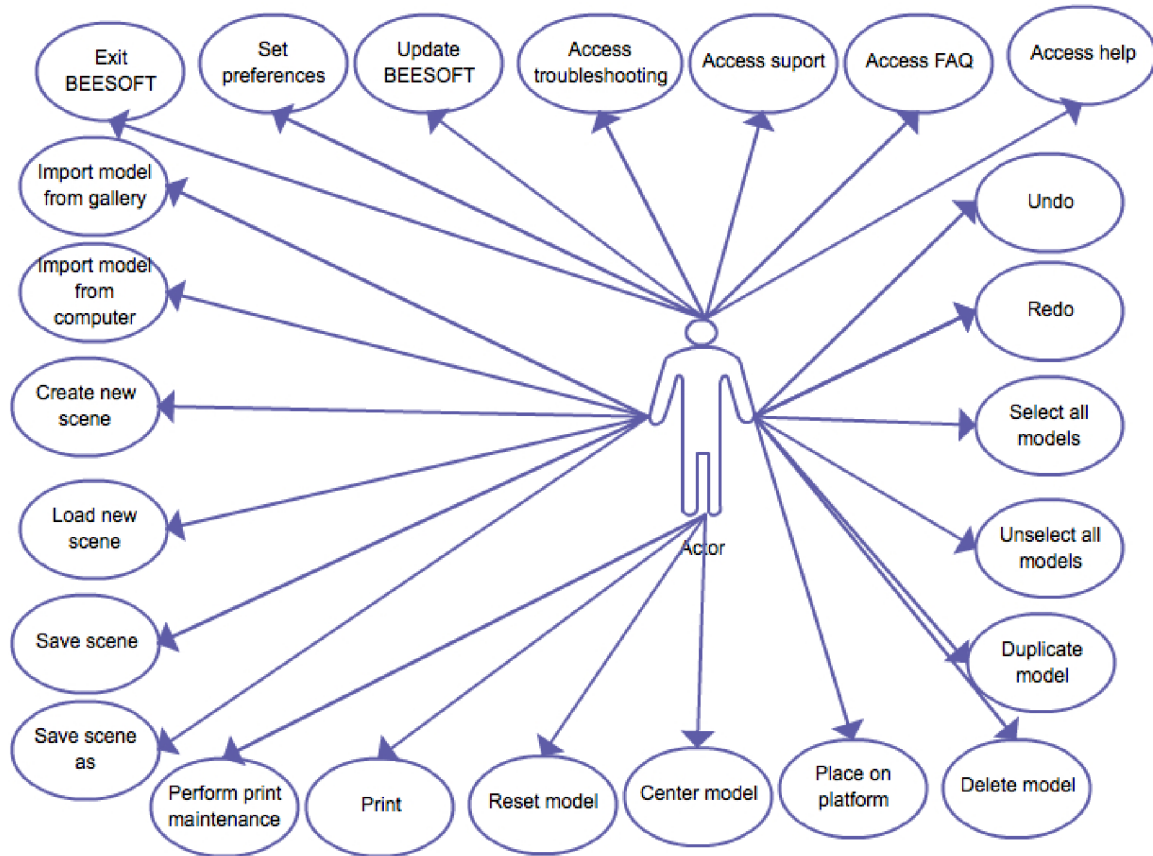 Exit
BEESOFT
Set
preferences
Update
BEESOFT
Access
troubleshooting
Access suport
Access FAQ
Access help
Import model
from gallery
Undo
Import model
from
computer
Redo
Create new
scene
Select all
models
Load new
scene
Unselect all
models
Actor
Save scene
Duplicate
model
Save scene
as
Perform print
maintenance
Print
Reset model
Center model
Place on
platform
Delete model